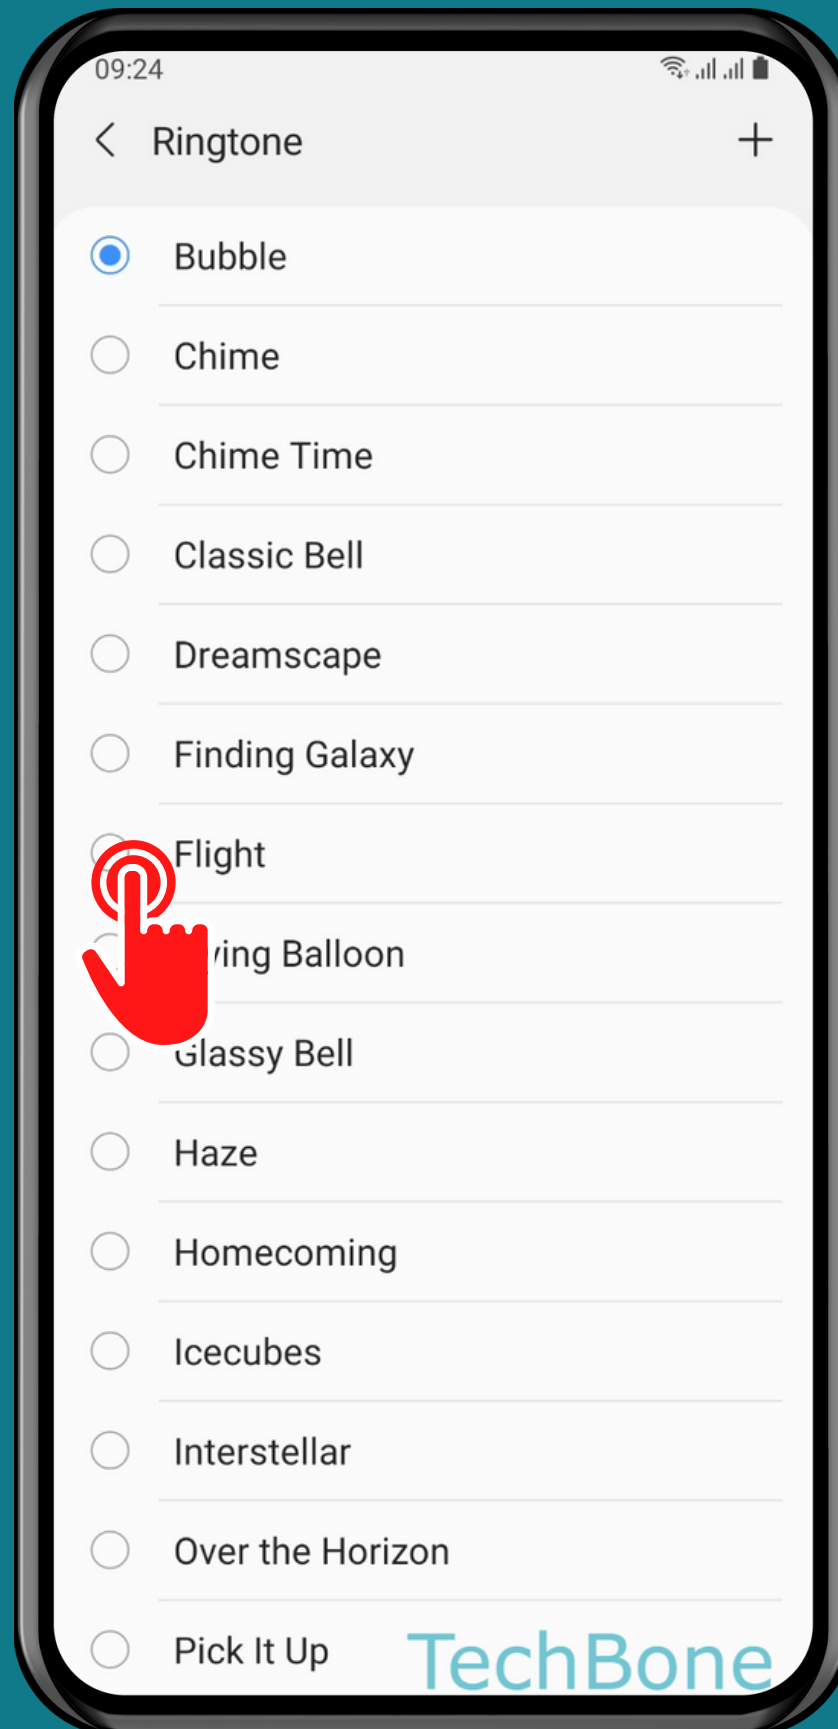 09:24
Ringtone
Bubble
Chime
Chime Time
Classic Bell
Dreamscape
Finding Galaxy
Flight
Balloon
Glassy Bell
Haze
Homecoming
Icecubes
Interstellar
Over the Horizon
Pick It Up
TechBone